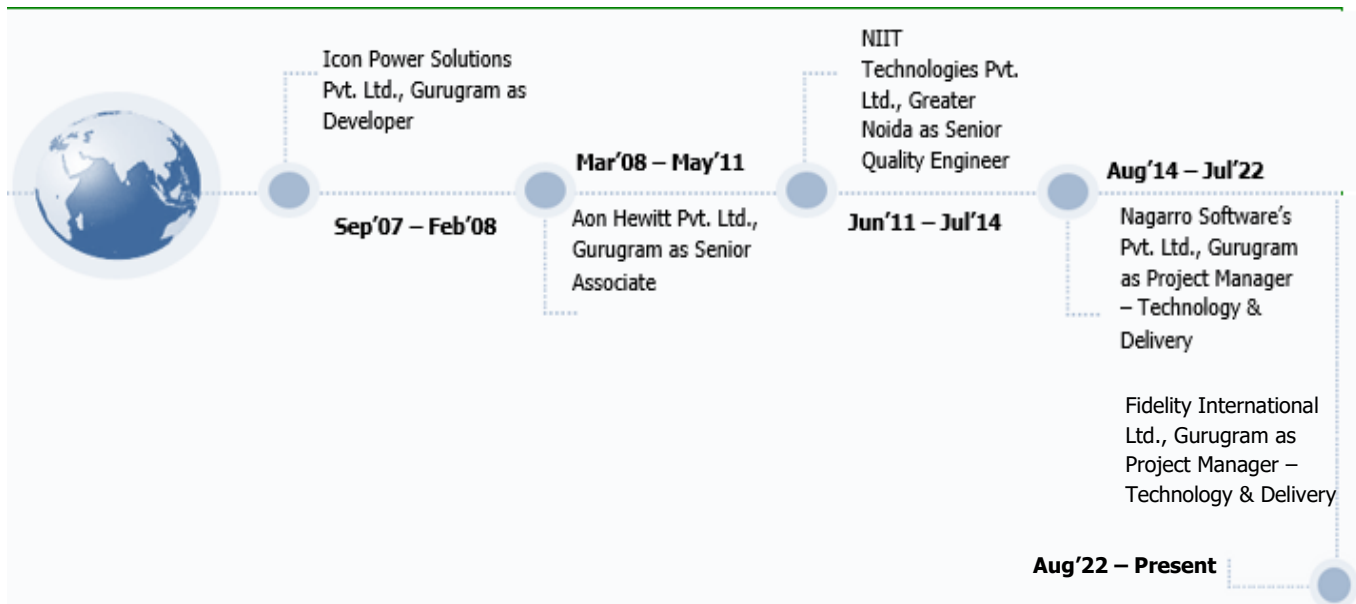 Icon Power Solutions
Pvt. Ltd., Gurugram as
Developer
Sep'07 – Feb'08
Mar'08 – May'11
Aon Hewitt Pvt. Ltd.,
Gurugram as Senior
Associate
NIIT
Technologies Pvt.
Ltd., Greater
Noida as Senior
Quality Engineer
Jun'11 – Jul'14
Aug'14 – Jul'22
Nagarro Software's
Pvt. Ltd., Gurugram
as Project Manager
– Technology &
Delivery
Fidelity International
Ltd., Gurugram as
Project Manager –
Technology & Delivery
Aug'22 – Present